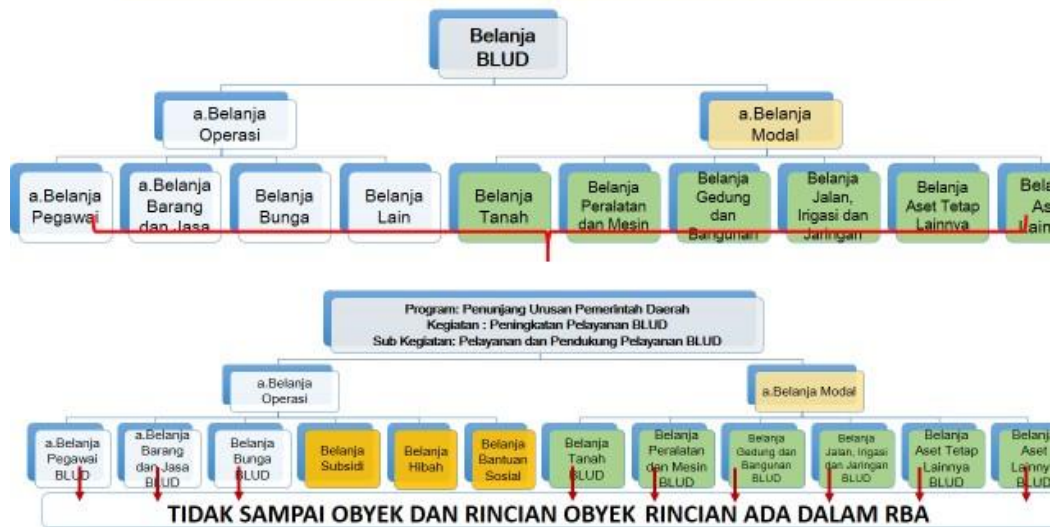 Belanja
BLUD
a.Belanja
Operasi
a.Belanja
Modal
a.Belanja
Pegawai
a.Belanja
Barang
dan Jasa
Belanja
Bunga
Belanja
Lain
Belanja
Tanah
Belanja
Peralatan
dan Mesin
Belanja
Gedung
dan
Bangunan
Belanja
Jalan,
Irigasi dan
Jaringan
Belanja
Aset Tetap
Lainnya
Program: Penunjang Urusan Pemerintah Daerah
Kegiatan : Peningkatan Pelayanan BLUD
Sub Kegiatan: Pelayanan dan Pendukung Pelayanan BLUD
a.Belanja
Operasi
a.Belanja Modal
a.Belanja
Pegawai
BLUD
a.Belanja
Barang
dan Jasa
BLUD
Belanja
Bunga
BLUD
Belanja
Subsidi
Belanja
Hibah
Belanja
Bantuan
Sosial
Belanja
Tanah
BLUD
Belanja
Peralatan
dan Mesin
BLUD
Belanja
Gedung dan
Bangunan
BLUD
Belanja
Jalan, Irigasi
dan Jaringan
BLUD
Belanja
Aset Tetap
Lainnya
BLUD
BLUD
TIDAK SAMPAI OBYEK DAN RINCIAN OBYEK RINCIAN ADA DALAM RBA